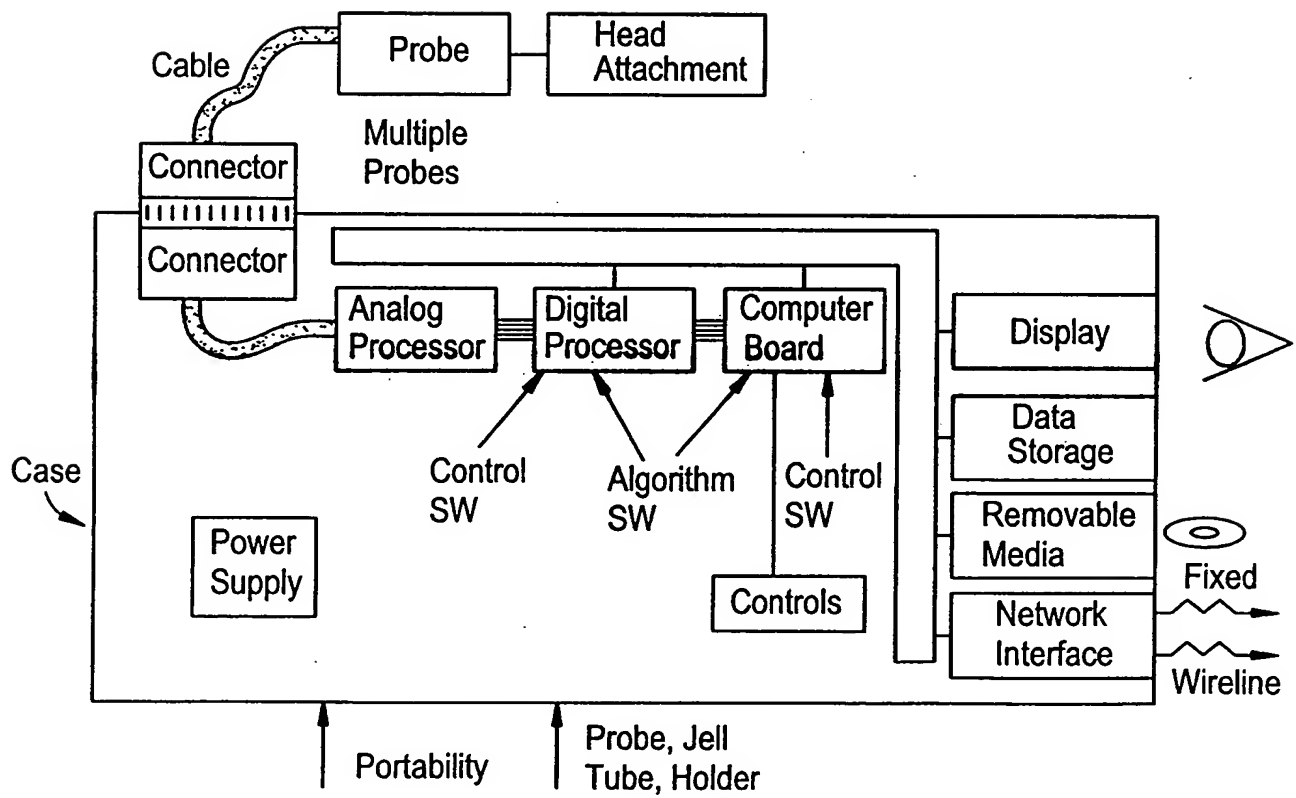 Cable
Probe
Head
Attachment
Multiple
Probes
Connector
Connector
Analog
Processor
Digital
Processor
Computer
Board
Display
Data
Storage
Removable
Media
Network
Interface
Fixed
Wireline
Control
SW
Algorithm
SW
Control
SW
Controls
Case
Power
Supply
Portability
Probe, Jell
Tube, Holder